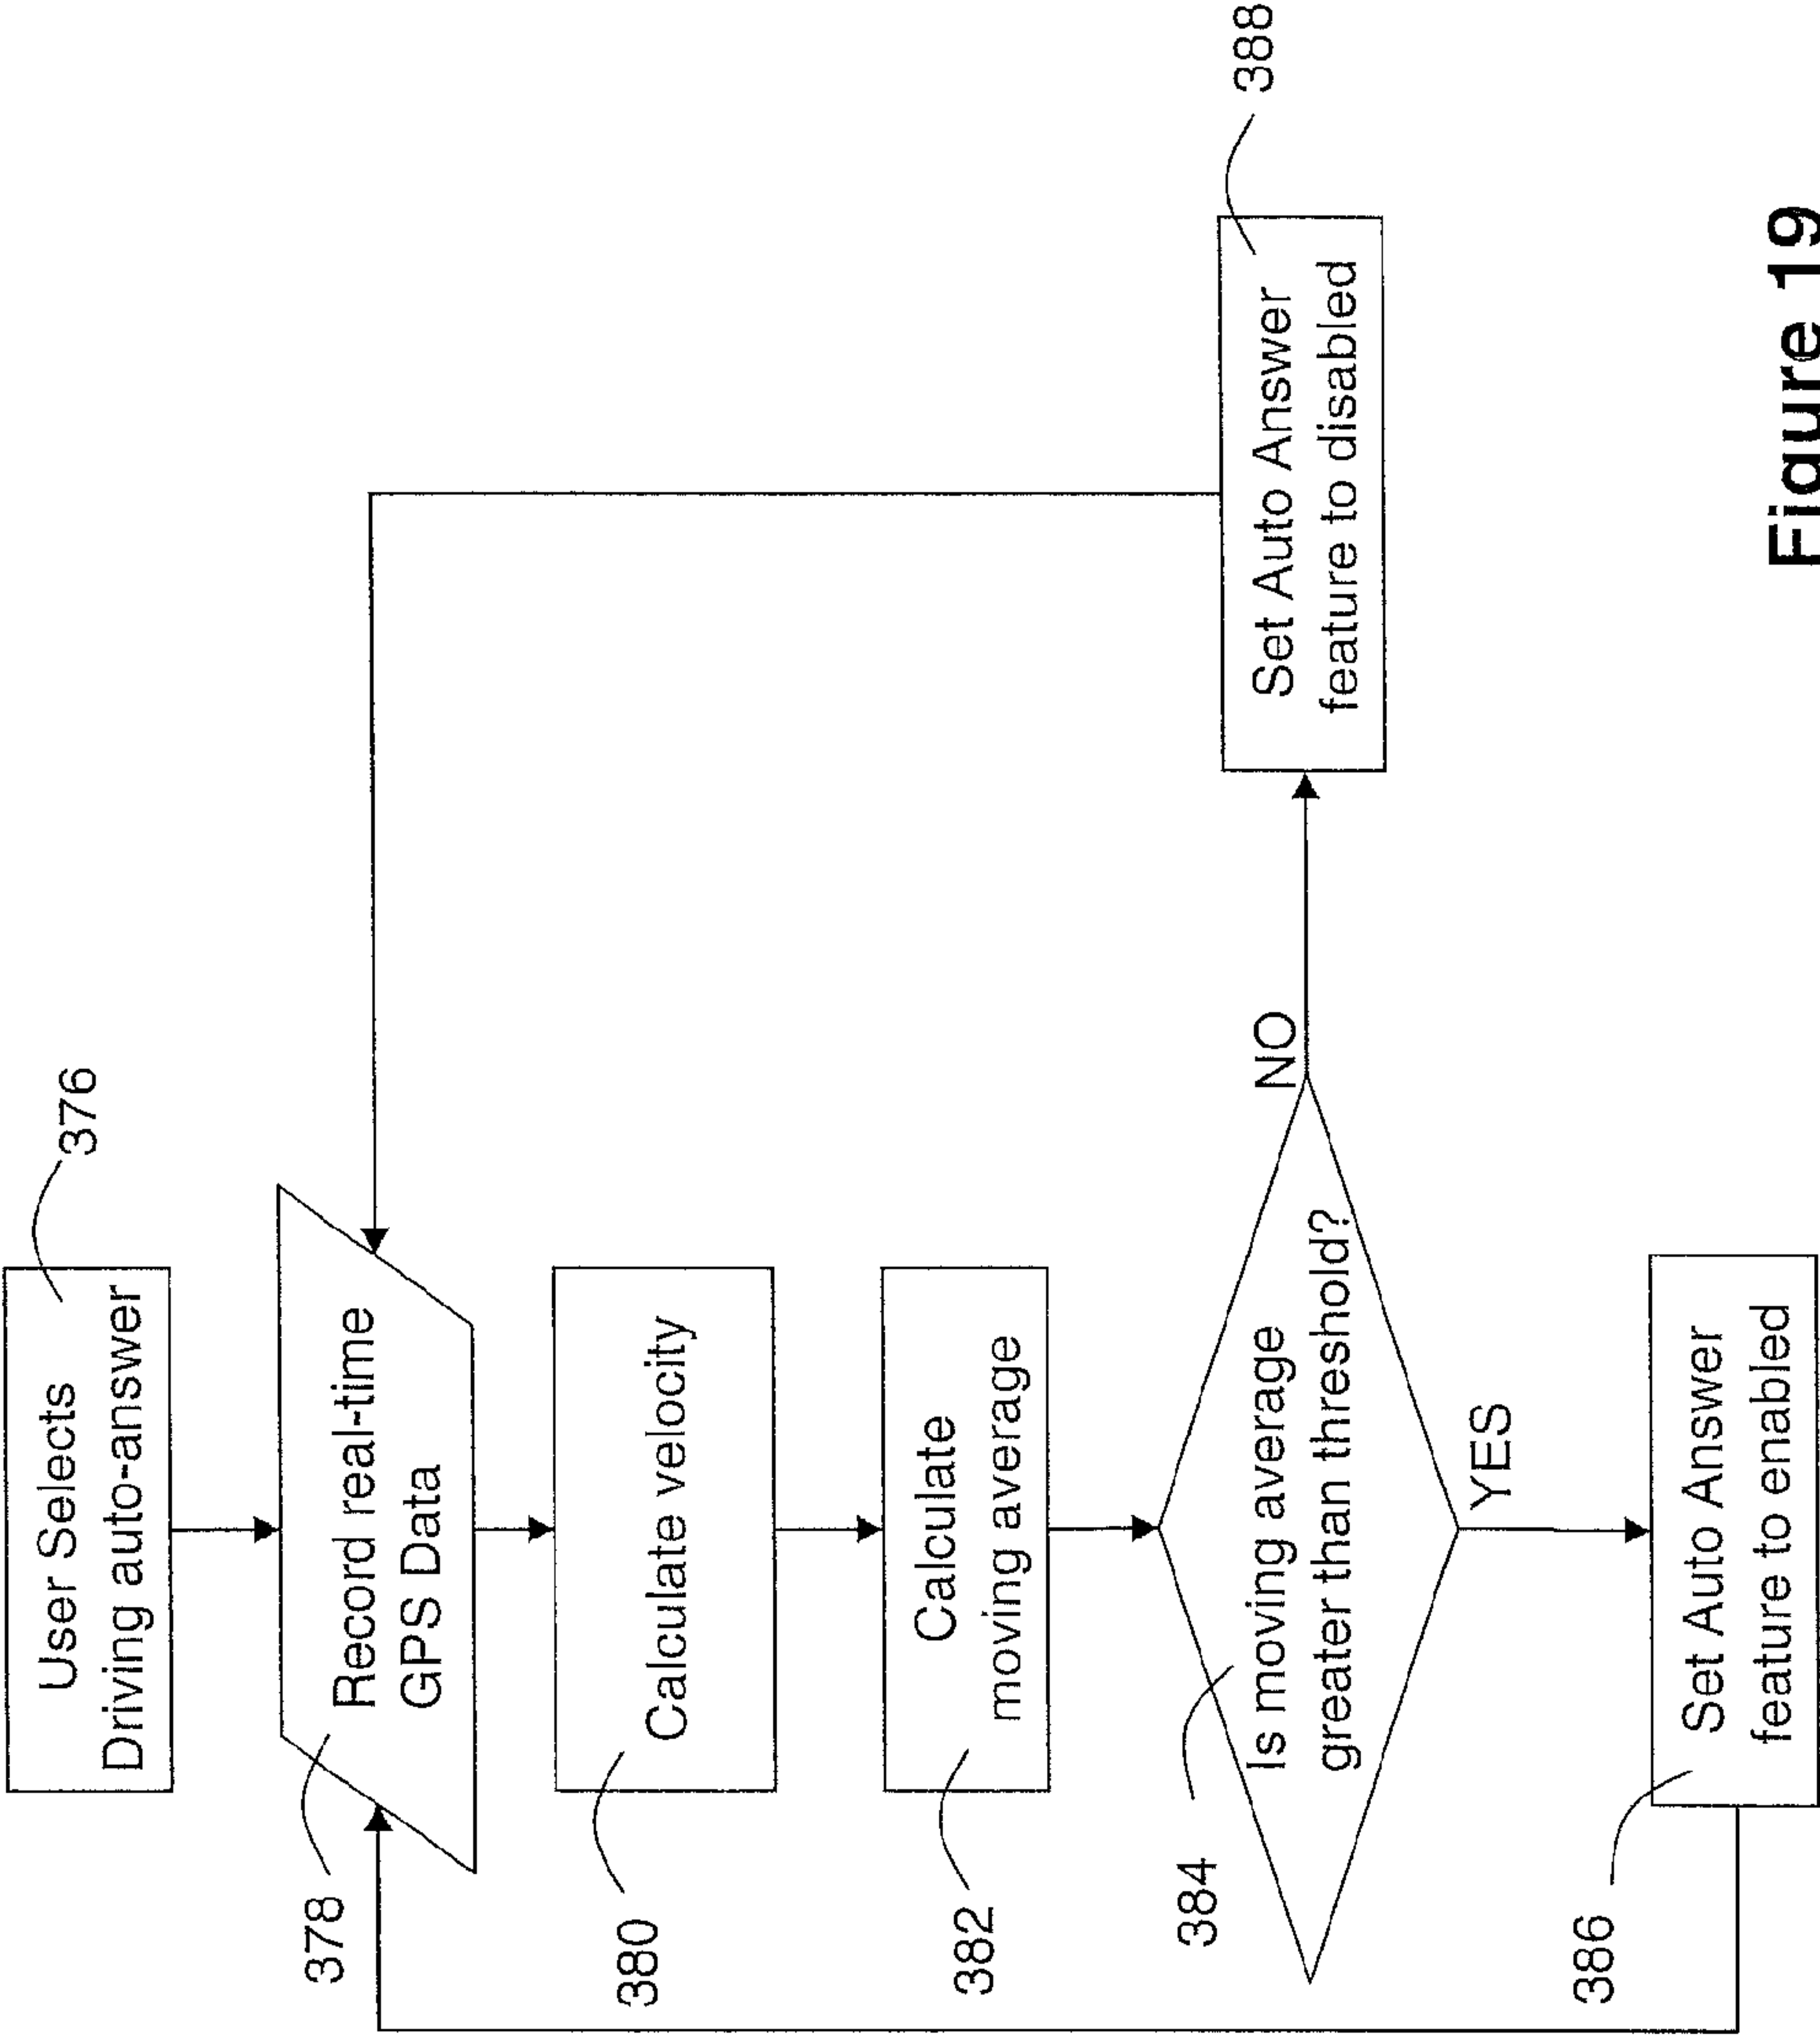 User Selects
Driving auto-answer
376
Record real-time
GPS Data
378
Calculate velocity
380
Calculate
moving average
382
Is moving average
greater than threshold?
384
NO
YES
Set Auto Answer
feature to disabled
388
Set Auto Answer
feature to enabled
386
Figure 19